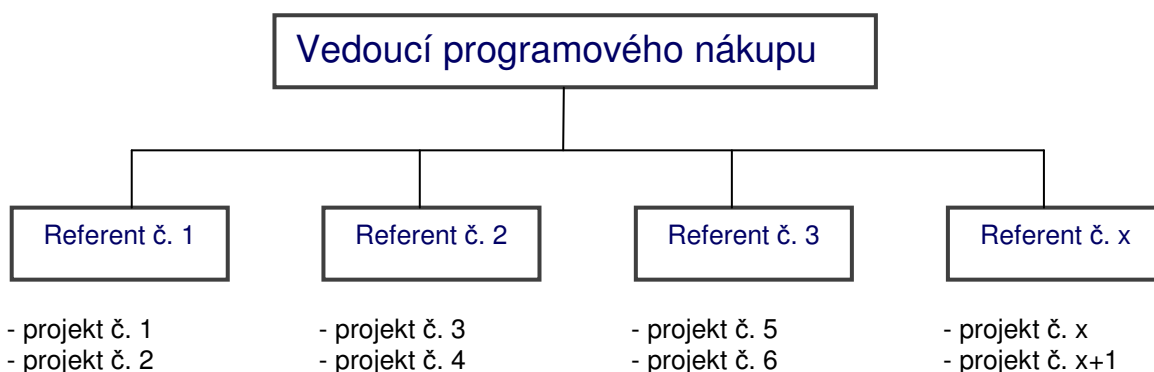 Vedoucí programového nákupu
Referent č. 1
Referent č. 2
Referent č. 3
Referent č. x
- projekt č. 1
- projekt č. 2
- projekt č. 3
- projekt č. 4
- projekt č. 5
- projekt č. 6
- projekt č. x
- projekt č. x+1